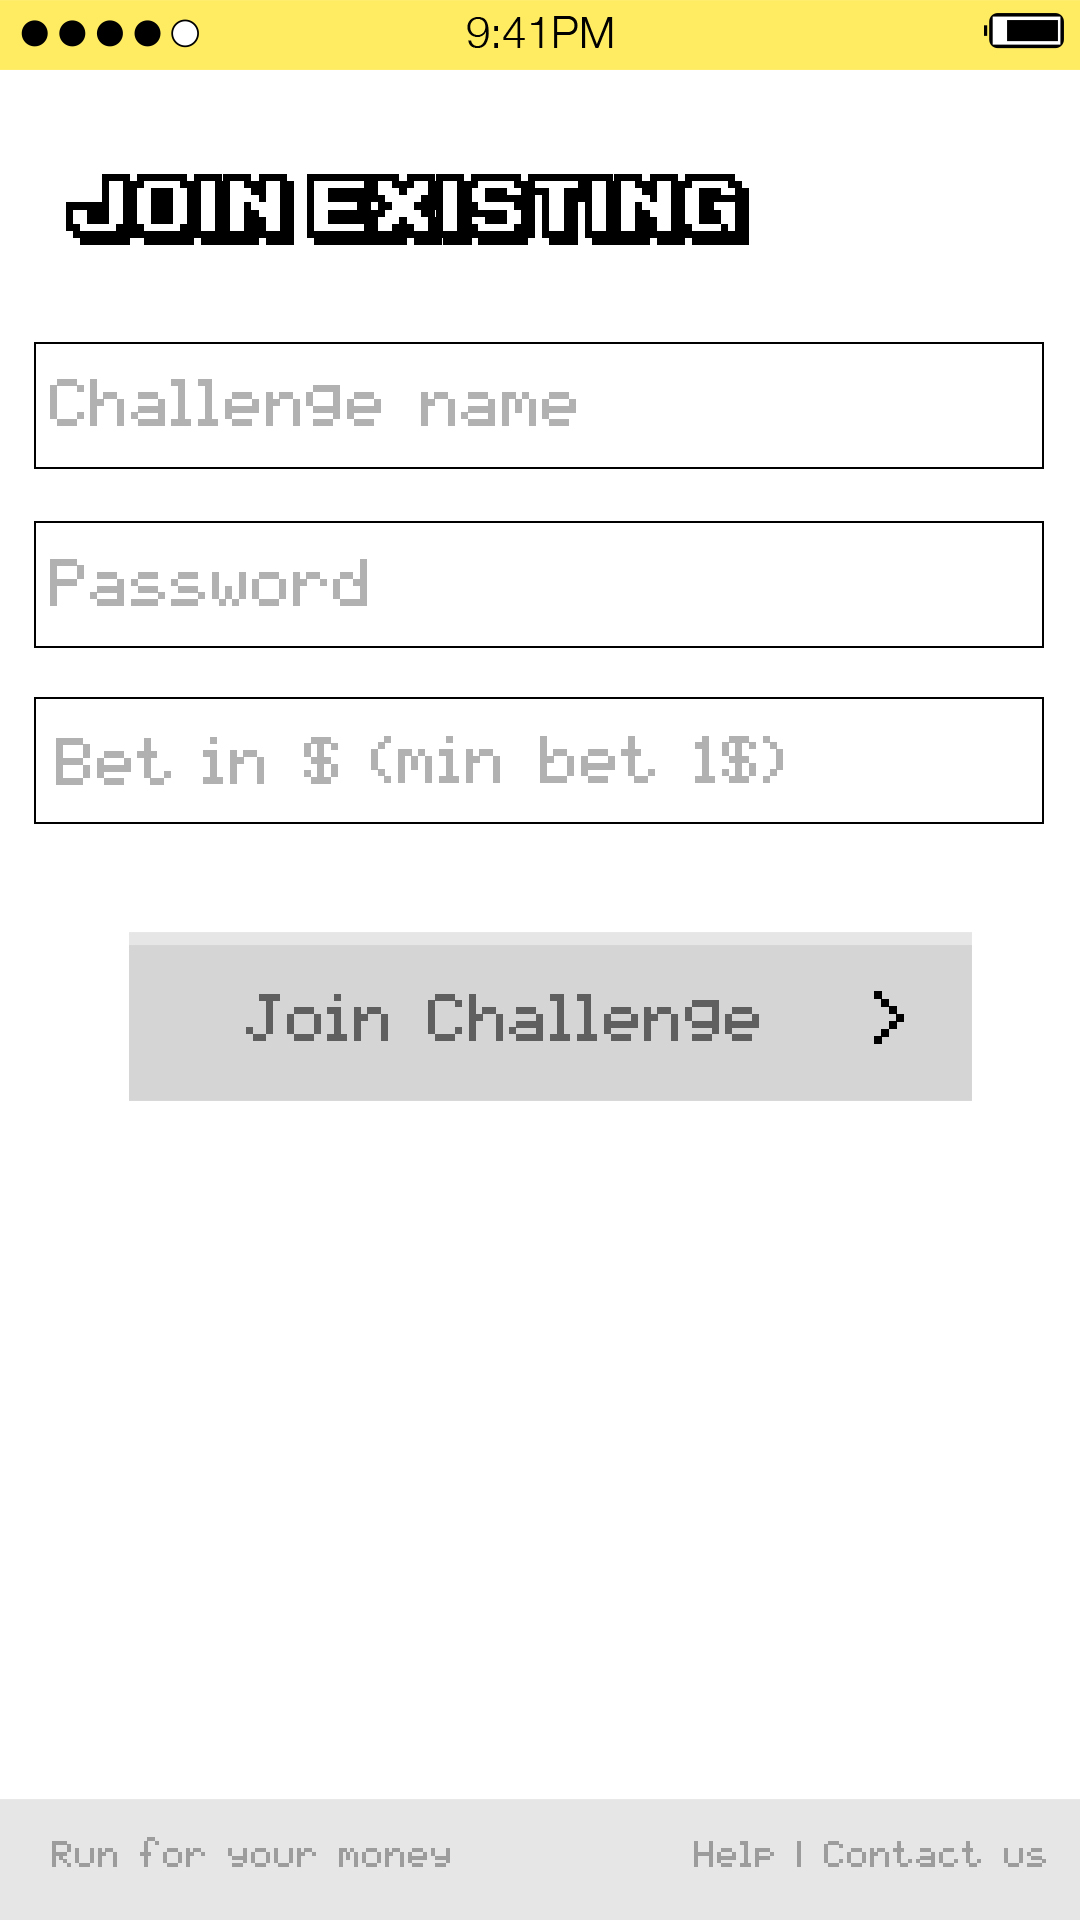 9:41PM
JOIN EXISTING
Challenge name
Password
Bet in $ (min bet 1$)
Join Challenge >
Run for your money Help | Contact us